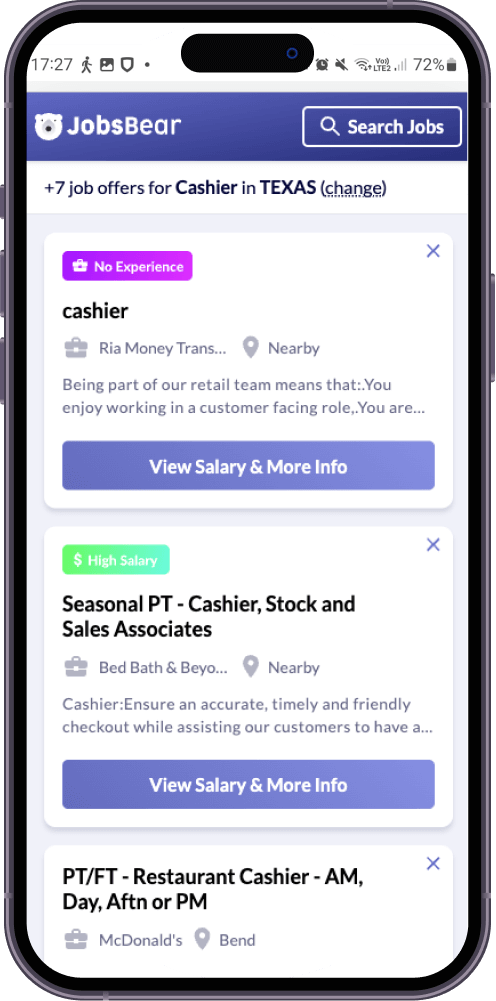 17:27
Vo))
LTE2
72%
JobsBear
Search Jobs
+7 job offers for Cashier in TEXAS (change)
No Experience
cashier
Ria Money Trans...
Nearby
Being part of our retail team means that:.You
enjoy working in a customer facing role,.You are...
View Salary & More Info
$ High Salary
Seasonal PT - Cashier, Stock and
Sales Associates
Bed Bath & Beyo...
Nearby
Cashier:Ensure an accurate, timely and friendly
checkout while assisting our customers to have a...
View Salary & More Info
PT/FT - Restaurant Cashier - AM,
Day, Aftn or PM
McDonald's
Bend